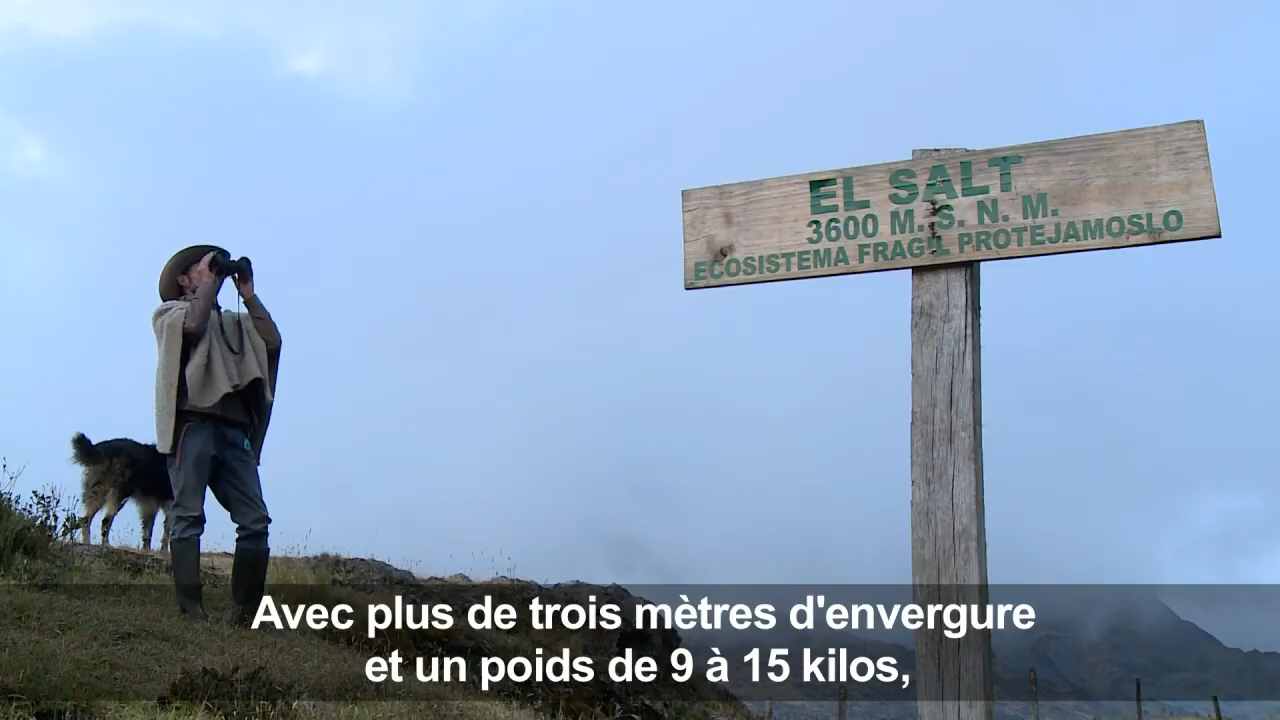 EL SALT
3600 M. S. N. M.
ECOSISTEMA FRAGIL PROTEJAMOSLO
Avec plus de trois mètres d'envergure
et un poids de 9 à 15 kilos,